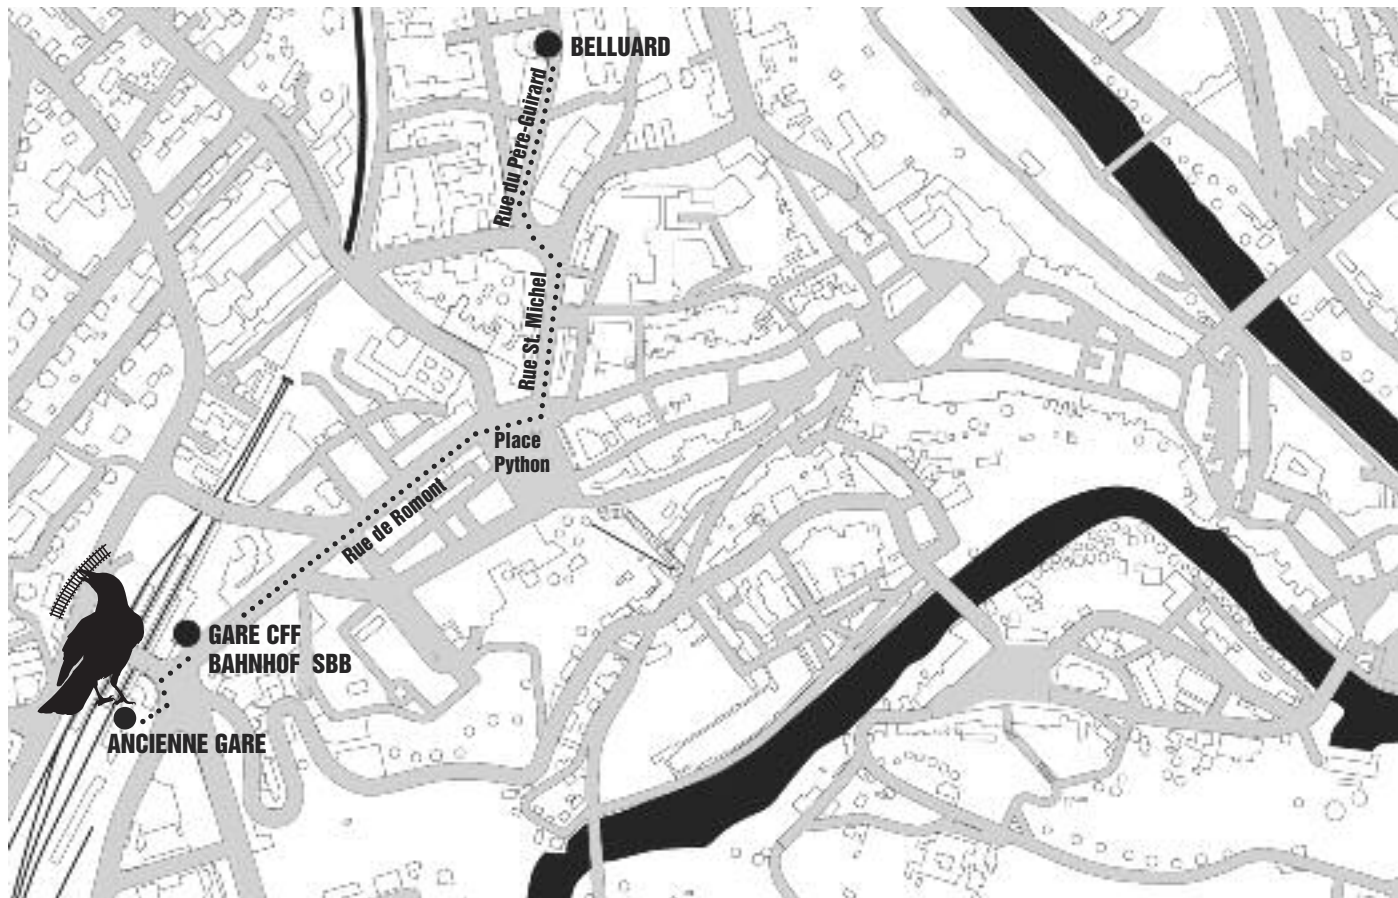 BELLUARD
Rue du Père-Guirard
Rue St. Michel
Place
Python
Rue de Romont
GARE CFF
BAHNHOF SBB
ANCIENNE GARE